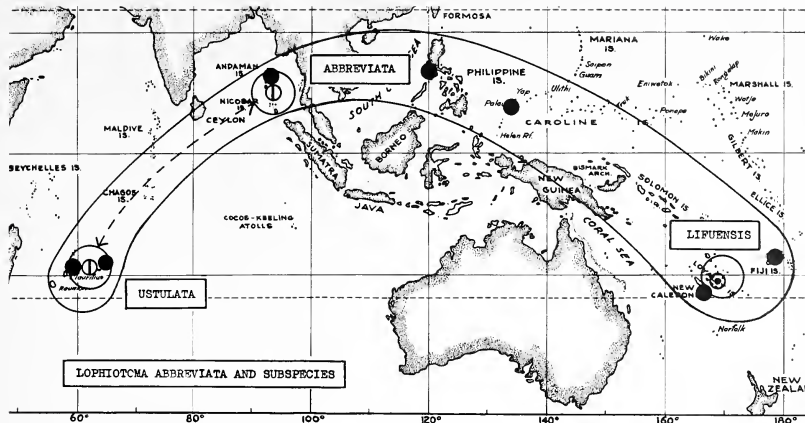 FORMOSA
MARIANA
IS.
Wake
ANDAMAN
IS.
ABBREVIATA
SEA
Saipan
Guam
PHILIPPINE
IS.
Bikini
Rongelap
Eniwetok
MARSHALL IS.
NICOBAR
IS.
CEYLON
SOUTH
Yap
Ulithi
Palau
Truk
Ponape
Wotje
Majuro
Makin
MALDIVE
IS.
CAROLINE
IS.
Helen Rf.
GILBERT IS.
SUMATRA
BORNEO
SEYCHELLES IS.
CHAGOS
IS.
BISMARK
ARCH.
NEW
GUINEA
SOLOMON IS.
ELLICE IS.
JAVA
COCOS-KEELING
ATOLLS
CORAL SEA
LIFUENSIS
FIJI IS.
Reunion
USTULATA
NEW
CALEDON
Norfolk
LOPHIOTOMA ABBREVIATA AND SUBSPECIES
NEW
ZEALAN
60° 80° 100° 120° 140° 160° 180°